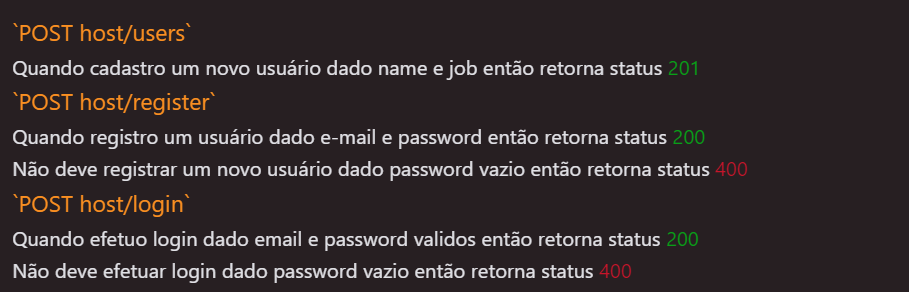 `POST host/users`
Quando cadastro um novo usuário dado name e job então retorna status 201
`POST host/register`
Quando registro um usuário dado e-mail e password então retorna status 200
Não deve registrar um novo usuário dado password vazio então retorna status 400
`POST host/login`
Quando efetuo login dado email e password validos então retorna status 200
Não deve efetuar login dado password vazio então retorna status 400